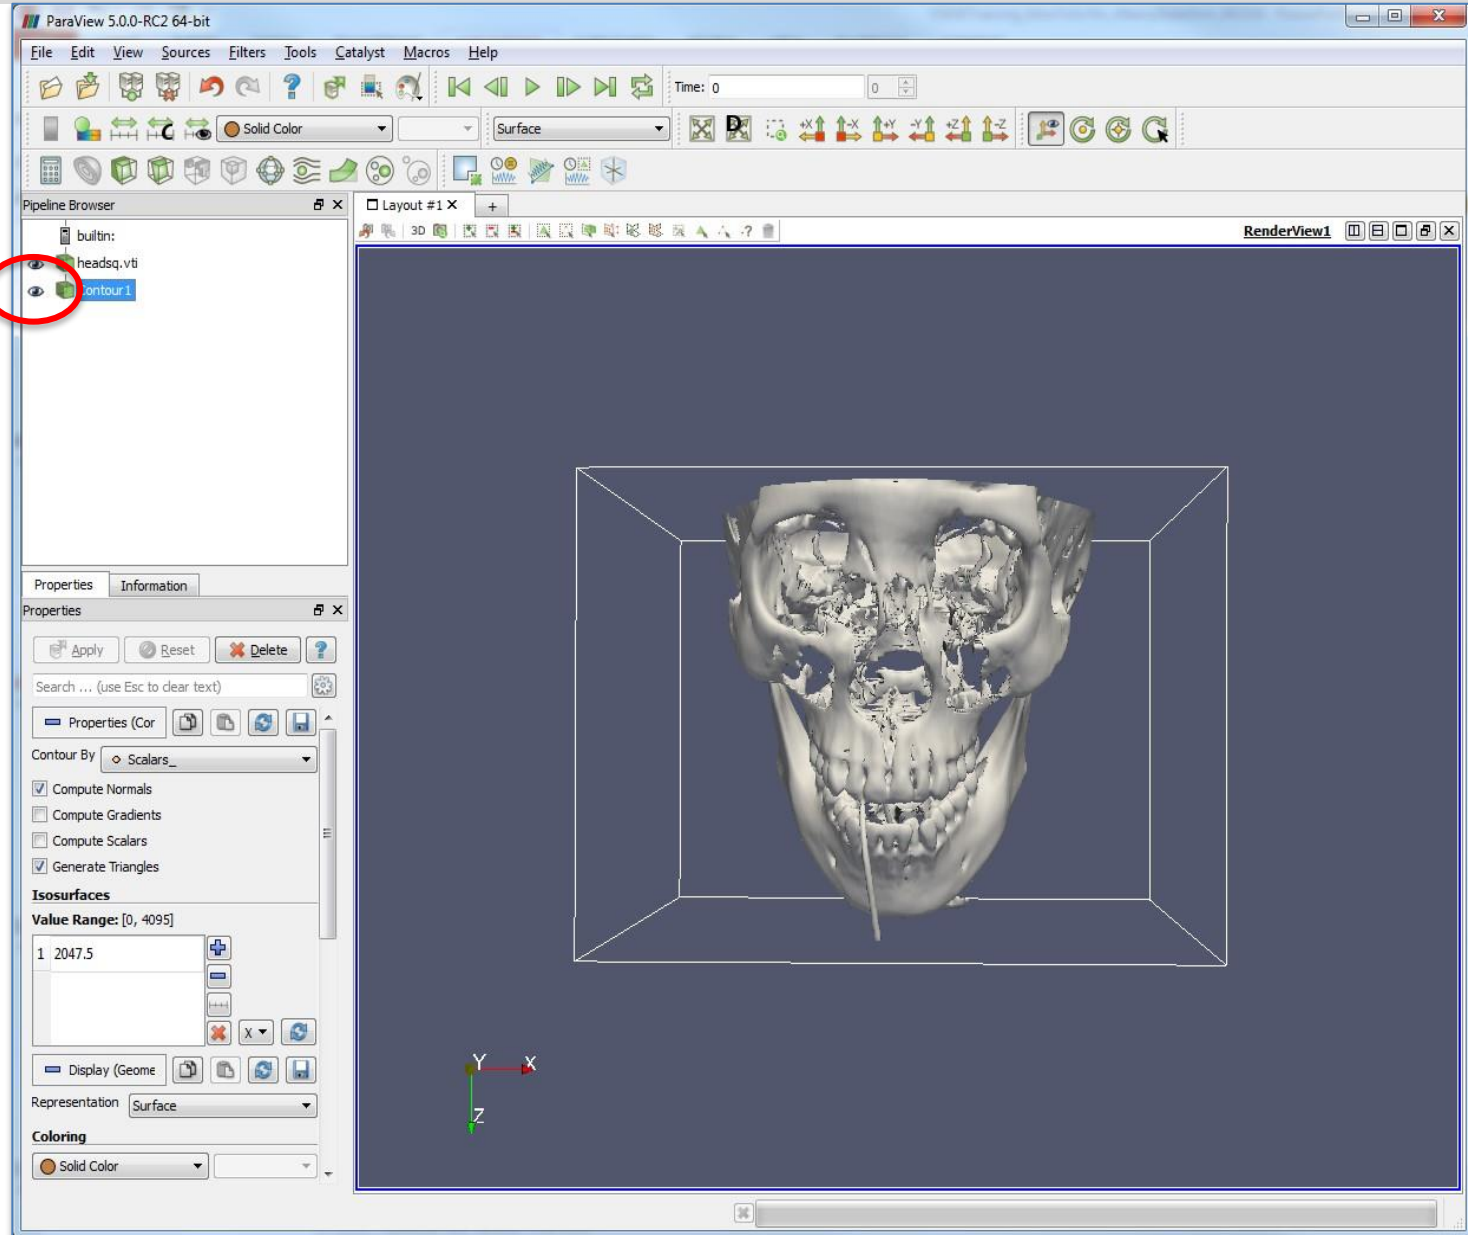 ParaView 5.0.0-RC2 64-bit
File Edit View Sources Filters Tools Catalyst Macros Help
Time: 0 0
Solid Color Surface +X -X +Y -Y +Z -Z
Pipeline Browser
Layout #1 +
builtin:
3D
RenderView1
headsq.vti
Contour1
Properties Information
Properties
Apply Reset Delete
Search ... (use Esc to clear text)
Properties (Cor
Contour By Scalars_
Compute Normals
Compute Gradients
Compute Scalars
Generate Triangles
Isosurfaces
Value Range: [0, 4095]
1 2047.5
X
Display (Geome
Representation Surface
Coloring
Solid Color
Y X
Z